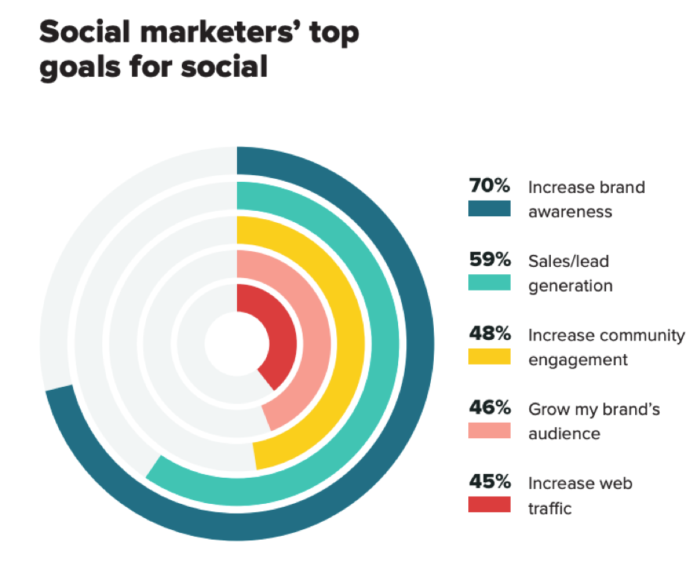 Social marketers’ top
goals for social
70% Increase brand
awareness
59% Sales/lead
generation
48% Increase community
engagement
46% Grow my brand’s
audience
45% Increase web
traffic